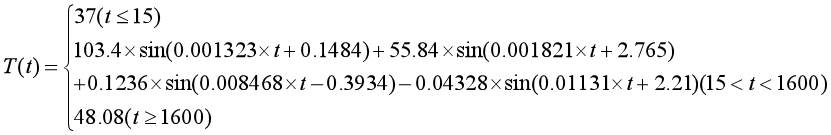 37(t ≤ 15)
103.4×sin(0.001323×t+0.1484)+55.84×sin(0.001821×t+2.765)
T(t) =
+0.1236×sin(0.008468×t−0.3934)−0.04328×sin(0.01131×t+2.21)(15<t<1600)
48.08(t ≥ 1600)